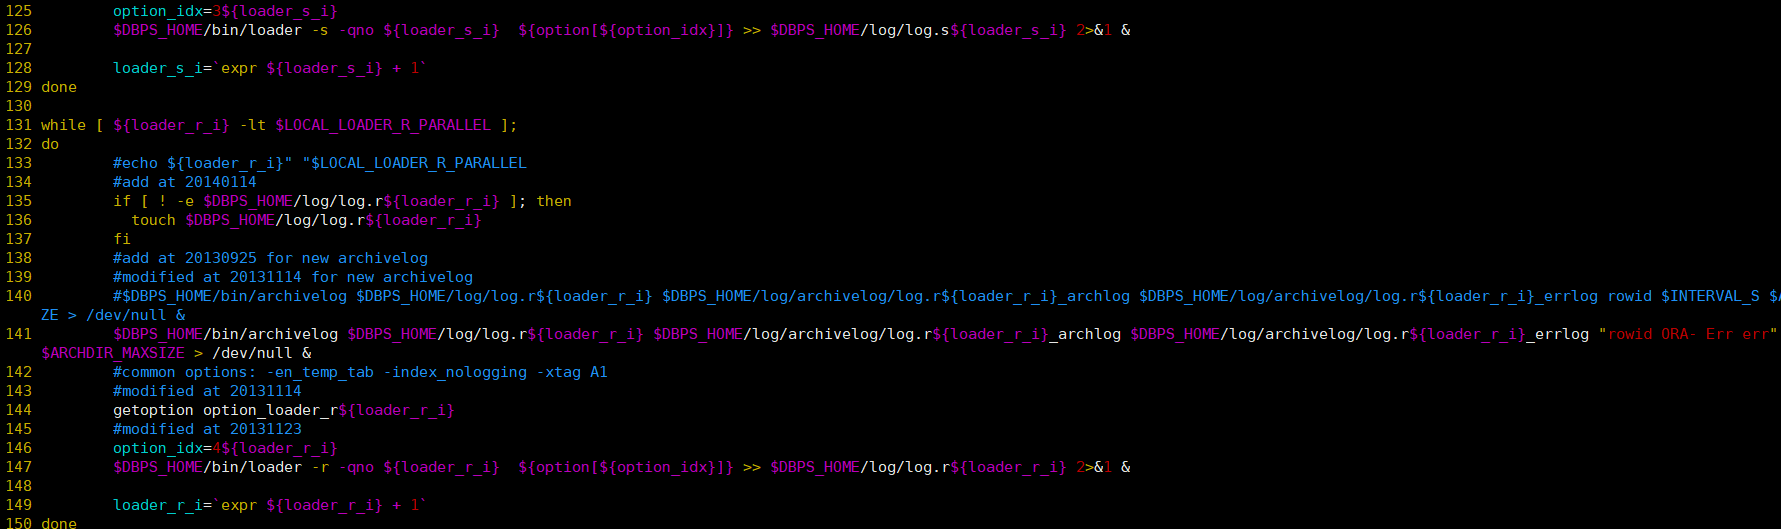 125         option_idx=3${loader_s_i}
126         $DBPS_HOME/bin/loader -s -qno ${loader_s_i}  ${option[${option_idx}]} >> $DBPS_HOME/log/log.s${loader_s_i} 2>&1 &
127
128         loader_s_i=`expr ${loader_s_i} + 1`
129 done
130
131 while [ ${loader_r_i} -lt $LOCAL_LOADER_R_PARALLEL ];
132 do
133         #echo ${loader_r_i}" "$LOCAL_LOADER_R_PARALLEL
134         #add at 20140114
135         if [ ! -e $DBPS_HOME/log/log.r${loader_r_i} ]; then
136           touch $DBPS_HOME/log/log.r${loader_r_i}
137         fi
138         #add at 20130925 for new archivelog
139         #modified at 20131114 for new archivelog
140         #$DBPS_HOME/bin/archivelog $DBPS_HOME/log/log.r${loader_r_i} $DBPS_HOME/log/archivelog/log.r${loader_r_i}_archlog $DBPS_HOME/log/archivelog/log.r${loader_r_i}_errlog rowid $INTERVAL_S
ZE > /dev/null &
141         $DBPS_HOME/bin/archivelog $DBPS_HOME/log/log.r${loader_r_i} $DBPS_HOME/log/archivelog/log.r${loader_r_i}_archlog $DBPS_HOME/log/archivelog/log.r${loader_r_i}_errlog "rowid ORA- Err err"
$ARCHDIR_MAXSIZE > /dev/null &
142         #common options: -en_temp_tab -index_nologging -xtag A1
143         #modified at 20131114
144         getoption option_loader_r${loader_r_i}
145         #modified at 20131123
146         option_idx=4${loader_r_i}
147         $DBPS_HOME/bin/loader -r -qno ${loader_r_i}  ${option[${option_idx}]} >> $DBPS_HOME/log/log.r${loader_r_i} 2>&1 &
148
149         loader_r_i=`expr ${loader_r_i} + 1`
150 done